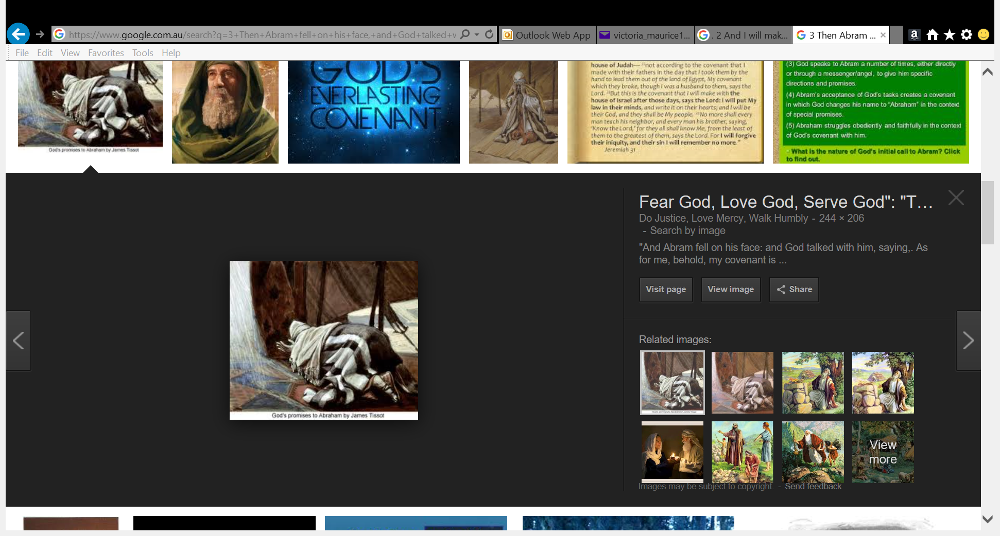 https://www.google.com.au/search?q=3+Then+Abram+fell+on+his+face,+and+God+talked+w
Outlook Web App
victoria_maurice1...
. 2 And I will mak...
3 Then Abram ...
File Edit View Favorites Tools Help
God's promises to Abraham by James Tissot
GOD'S
EVERLASTING
COVENANT
house of Judah— "not according to the covenant that I
made with their fathers in the day that I took them by the
hand to lead them out of the land of Egypt, My covenant
which they broke, though I was a husband to them, says the
Lord. "But this is the covenant that I will make with the
house of Israel after those days, says the Lord: I will put My
law in their minds, and write it on their hearts; and I will be
their God, and they shall be My people. "No more shall every
man teach his neighbor, and every man his brother, saying,
'Know the Lord,' for they all shall know Me, from the least of
them to the greatest of them, says the Lord. For I will forgive
their iniquity, and their sin I will remember no more."
Jeremiah 31
(3) God speaks to Abram a number of times, either directly
or through a messenger/angel, to give him specific
directions and promises.
(4) Abram's acceptance of God's tasks creates a covenant
in which God changes his name to "Abraham" in the context
of special promises.
(5) Abraham struggles obediently and faithfully in the context
of God's covenant with him.
What is the nature of God's initial call to Abram? Click
to find out.
Fear God, Love God, Serve God": "T...
Do Justice, Love Mercy, Walk Humbly - 244 × 206
- Search by image
"And Abram fell on his face: and God talked with him, saying,. As
for me, behold, my covenant is ...
Visit page
View image
Share
God's promises to Abraham by James Tissot
Related images:
God's promises to Abraham by James Tissot
View
more
Images may be subject to copyright. - Send feedback